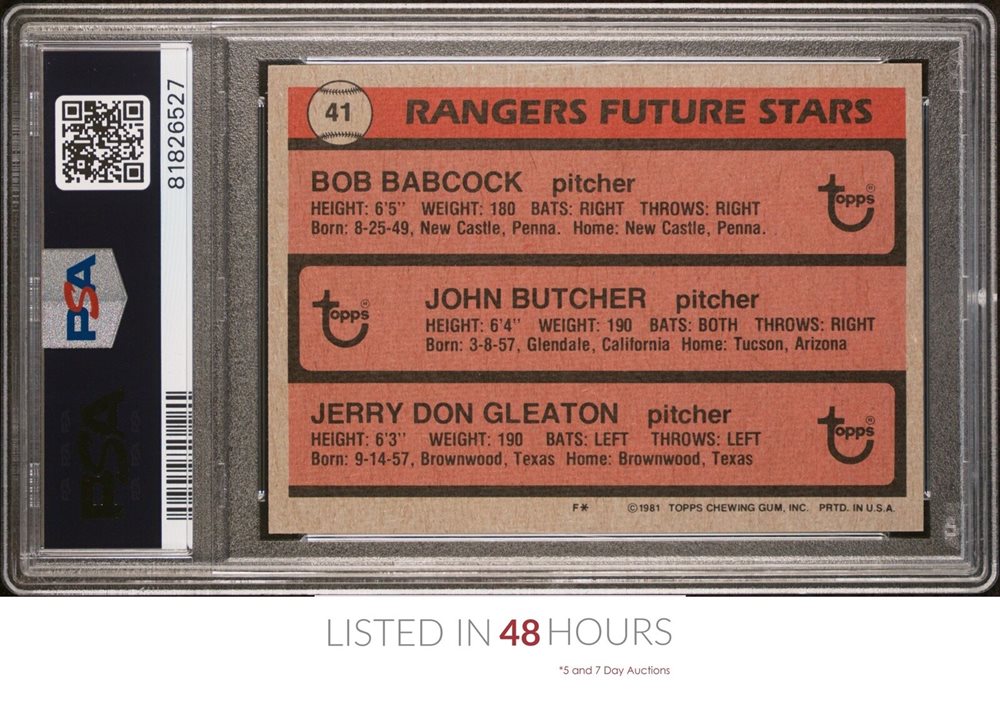 81826527
PSA
PSA
41
RANGERS FUTURE STARS
BOB BABCOCK pitcher
HEIGHT: 6'5" WEIGHT: 180 BATS: RIGHT THROWS: RIGHT
Born: 8-25-49, New Castle, Penna. Home: New Castle, Penna.
Topps®
JOHN BUTCHER pitcher
HEIGHT: 6'4" WEIGHT: 190 BATS: BOTH THROWS: RIGHT
Born: 3-8-57, Glendale, California Home: Tucson, Arizona
Topps®
JERRY DON GLEATON pitcher
HEIGHT: 6'3" WEIGHT: 190 BATS: LEFT THROWS: LEFT
Born: 9-14-57, Brownwood, Texas Home: Brownwood, Texas
Topps®
F* ©1981 TOPPS CHEWING GUM, INC. PRTD. IN U.S.A.
LISTED IN 48 HOURS
*5 and 7 Day Auctions